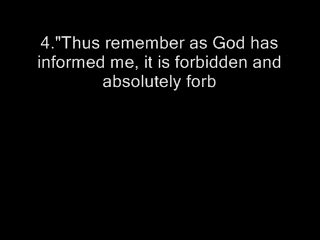 4."Thus remember as God has
informed me, it is forbidden and
absolutely forb